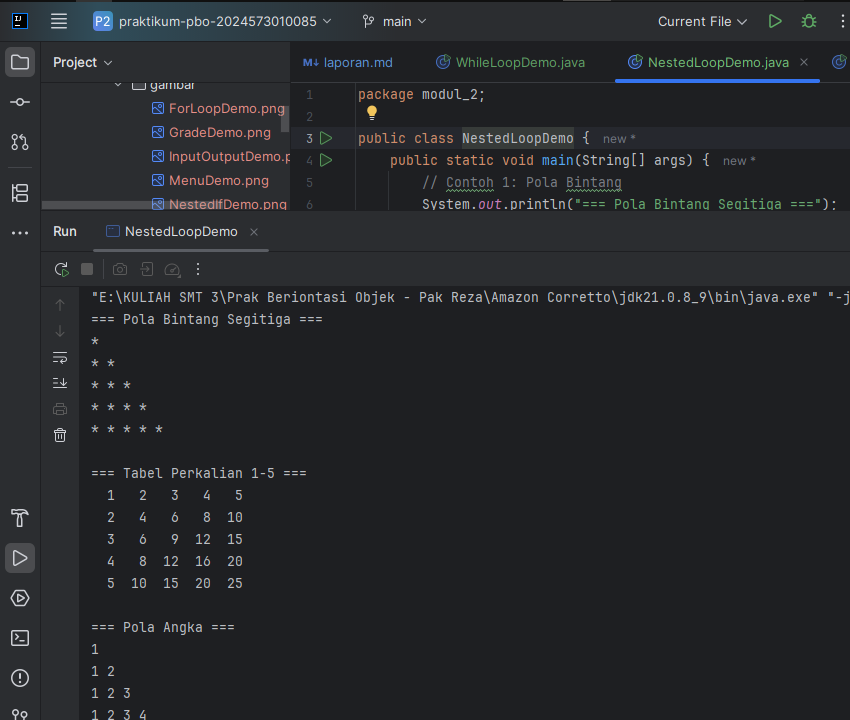 P2 praktikum-pbo-2024573010085 main Current File
Project
M↓ laporan.md WhileLoopDemo.java NestedLoopDemo.java
gambar
ForLoopDemo.png
GradeDemo.png
InputOutputDemo.p
MenuDemo.png
NestedIfDemo.png
1 package modul_2;
2
3 public class NestedLoopDemo { new *
4 public static void main(String[] args) { new *
5 // Contoh 1: Pola Bintang
6 System.out.println("=== Pola Bintang Segitiga ===");
Run NestedLoopDemo
"E:\KULIAH SMT 3\Prak Beriontasi Objek - Pak Reza\Amazon Corretto\jdk21.0.8_9\bin\java.exe" "-j
=== Pola Bintang Segitiga ===
*
* *
* * *
* * * *
* * * * *
=== Tabel Perkalian 1-5 ===
1 2 3 4 5
2 4 6 8 10
3 6 9 12 15
4 8 12 16 20
5 10 15 20 25
=== Pola Angka ===
1
1 2
1 2 3
1 2 3 4